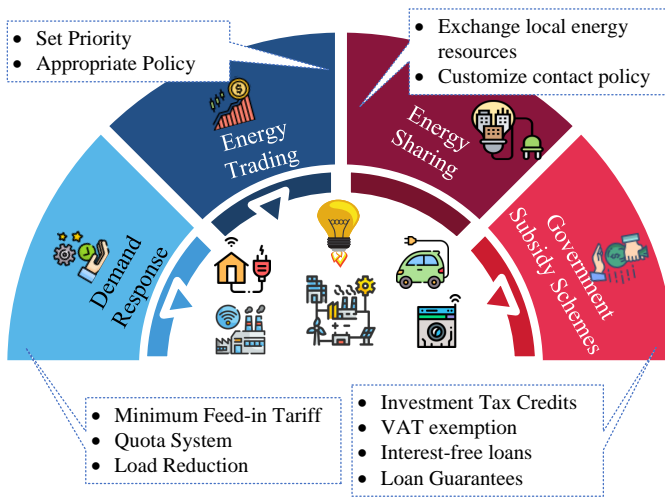 • Set Priority
• Appropriate Policy
• Exchange local energy
resources
• Customize contact policy
Energy
Trading
Energy
Sharing
Demand
Response
Government
Subsidy Schemes
• Minimum Feed-in Tariff
• Quota System
• Load Reduction
• Investment Tax Credits
• VAT exemption
• Interest-free loans
• Loan Guarantees